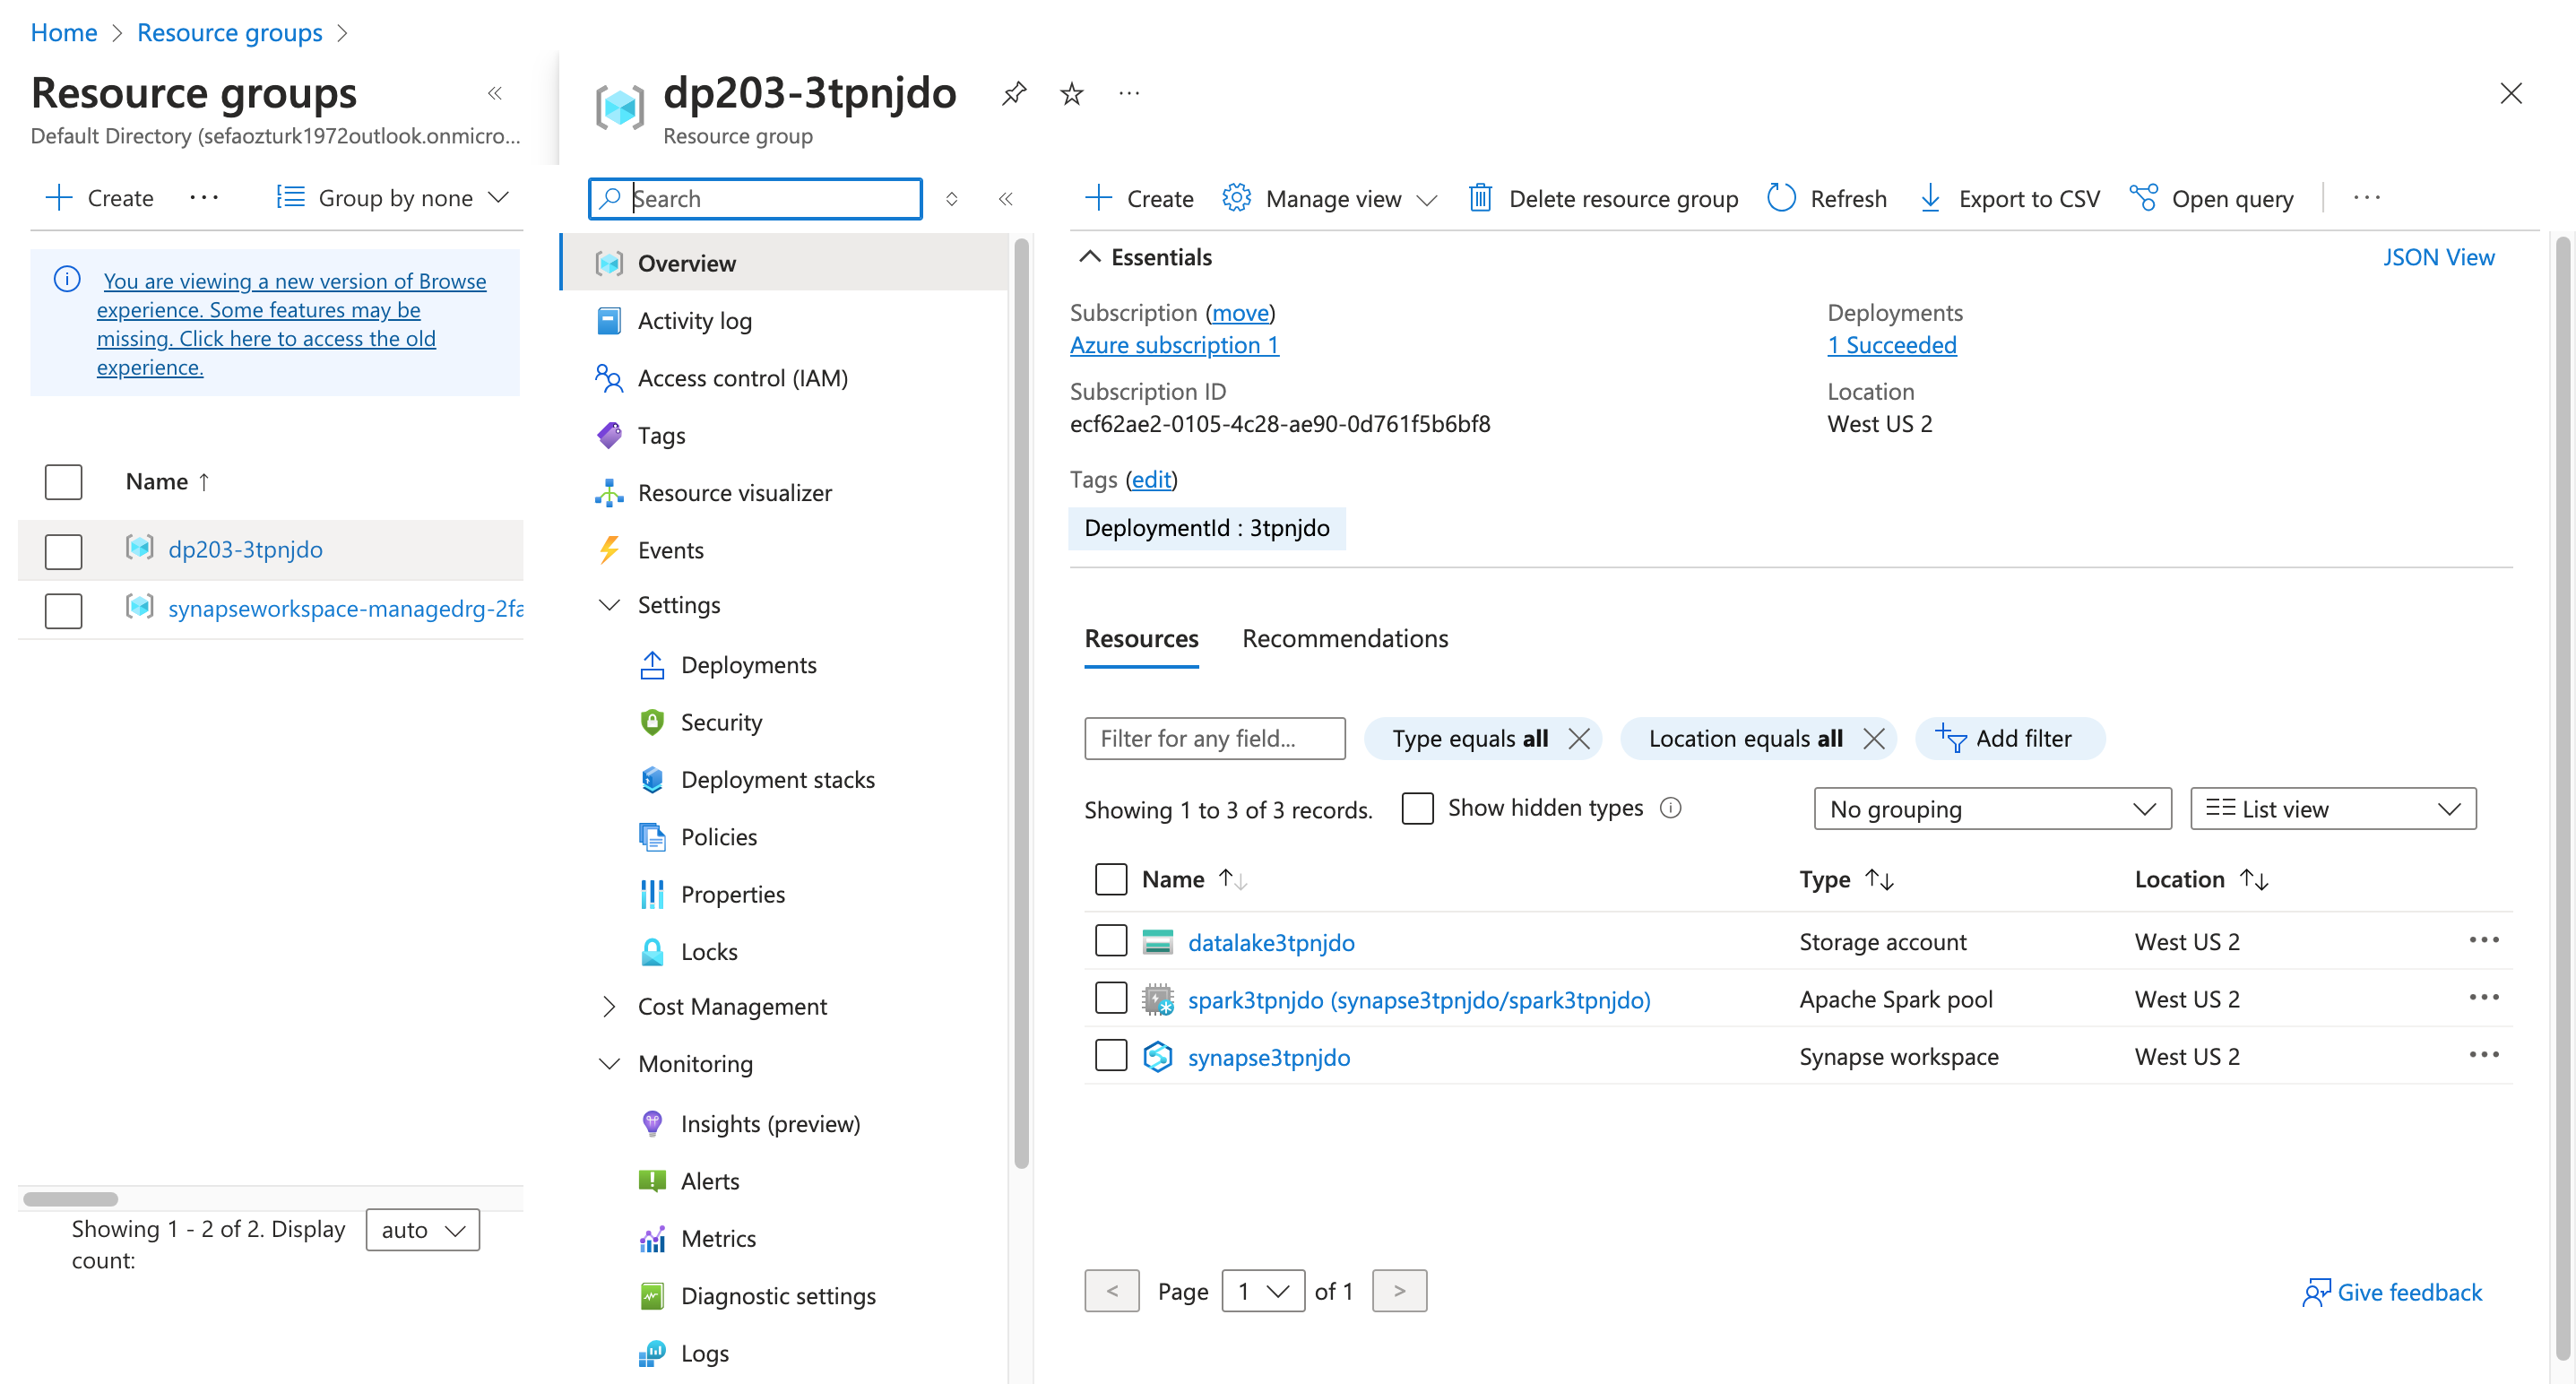 Home > Resource groups >
Resource groups
Default Directory (sefaozturk1972outlook.onmicro...
Create
Group by none
You are viewing a new version of Browse
experience. Some features may be
missing. Click here to access the old
experience.
Name ↑
dp203-3tpnjdo
synapseworkspace-managedrg-2fa
Showing 1 - 2 of 2. Display
count:
auto
dp203-3tpnjdo
Resource group
Search
Overview
Activity log
Access control (IAM)
Tags
Resource visualizer
Events
Settings
Deployments
Security
Deployment stacks
Policies
Properties
Locks
Cost Management
Monitoring
Insights (preview)
Alerts
Metrics
Diagnostic settings
Logs
Create
Manage view
Delete resource group
Refresh
Export to CSV
Open query
Essentials
JSON View
Subscription (move)
Azure subscription 1
Subscription ID
ecf62ae2-0105-4c28-ae90-0d761f5b6bf8
Deployments
1 Succeeded
Location
West US 2
Tags (edit)
DeploymentId : 3tpnjdo
Resources
Recommendations
Filter for any field...
Type equals all
Location equals all
Add filter
Showing 1 to 3 of 3 records.
Show hidden types
No grouping
List view
Name ↑↓ Type ↑↓ Location ↑↓
datalake3tpnjdo Storage account West US 2
spark3tpnjdo (synapse3tpnjdo/spark3tpnjdo) Apache Spark pool West US 2
synapse3tpnjdo Synapse workspace West US 2
< Page 1 of 1 >
Give feedback